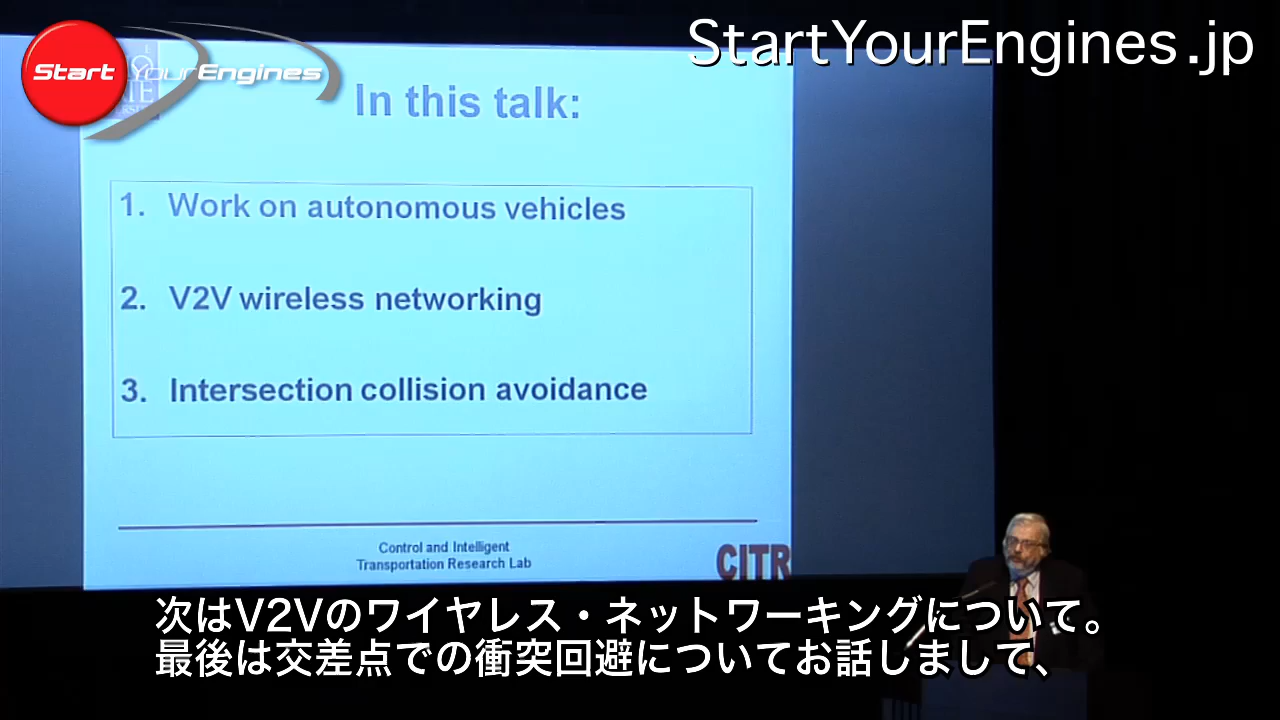 Start YourEngines
StartYourEngines.jp
In this talk:
1. Work on autonomous vehicles
2. V2V wireless networking
3. Intersection collision avoidance
Control and Intelligent
Transportation Research Lab
CITR
次はV2Vのワイヤレス・ネットワーキングについて。
最後は交差点での衝突回避についてお話しまして、